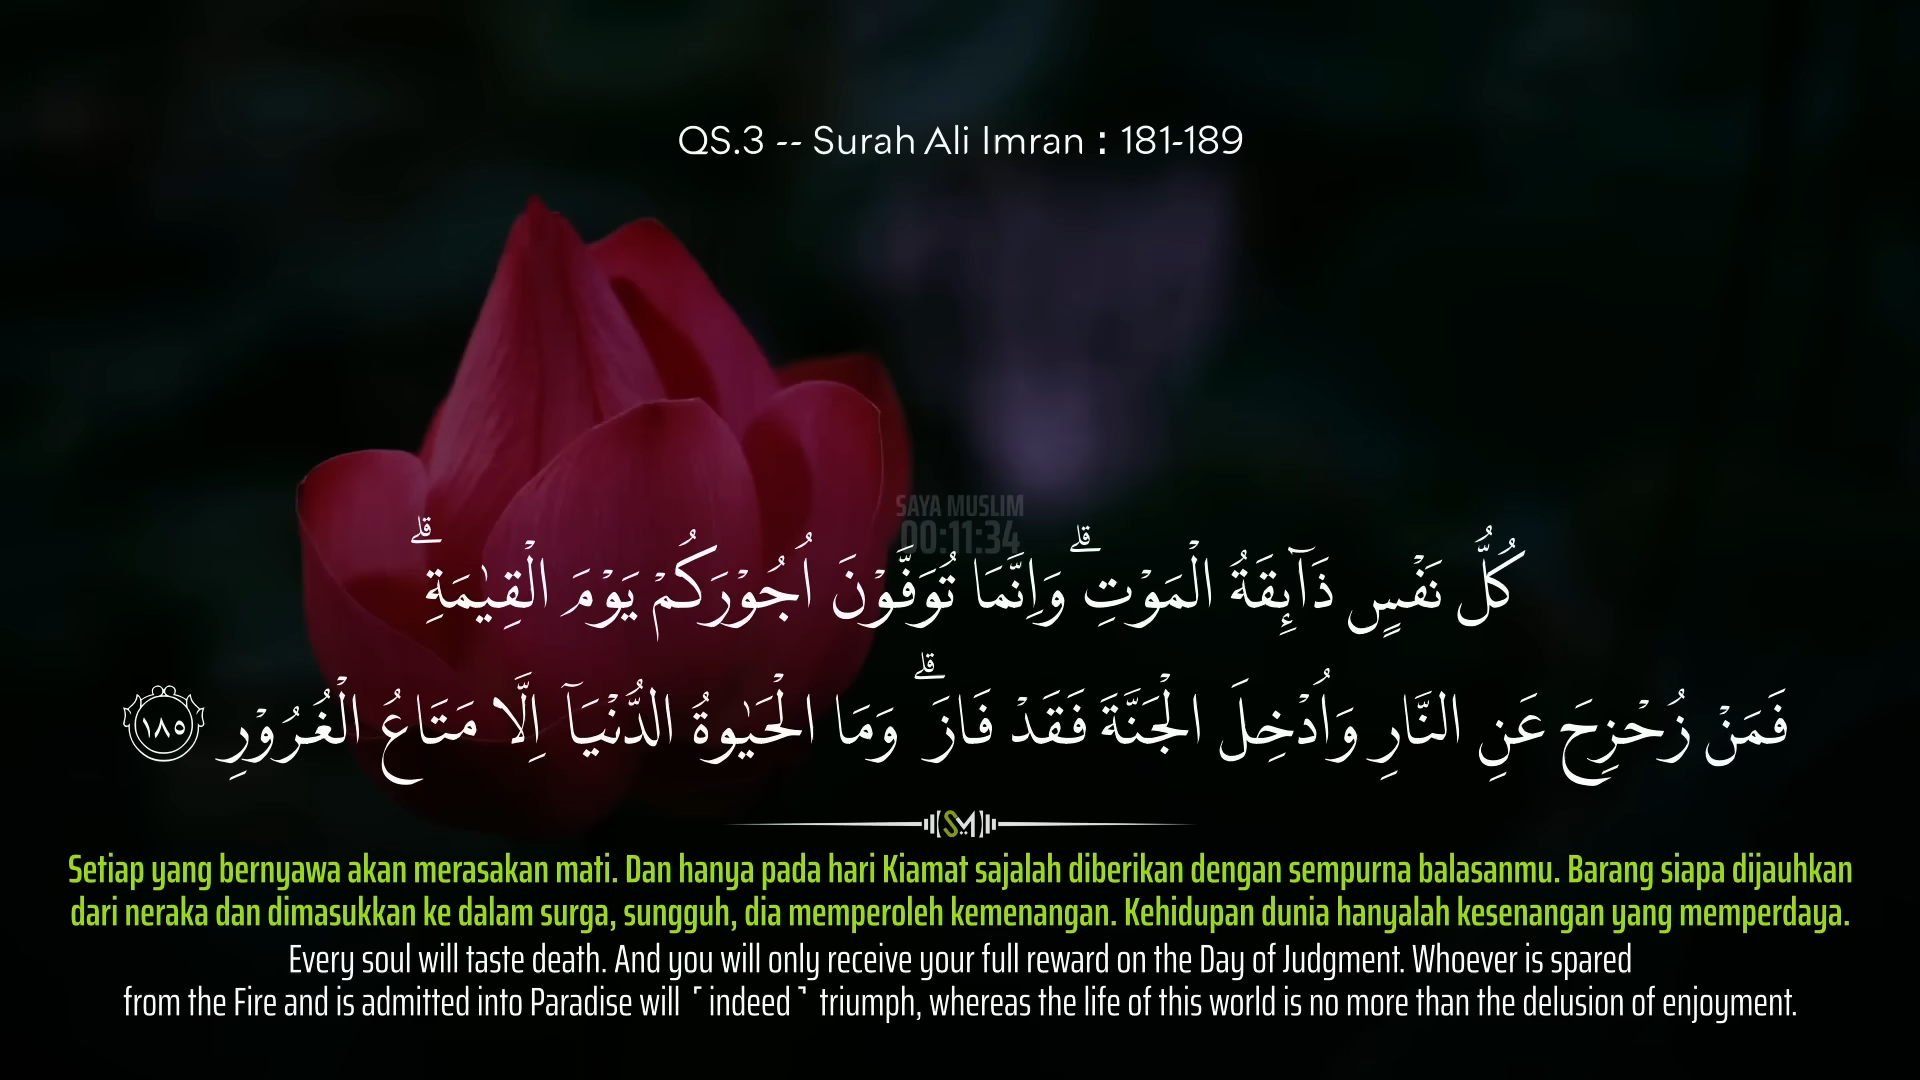 QS.3 -- Surah Ali Imran : 181-189
SAYA MUSLIM
00:11:34
كُلُّ نَفْسٍ ذَاۤىِٕقَةُ الْمَوْتِۗ وَاِنَّمَا تُوَفَّوْنَ اُجُوْرَكُمْ يَوْمَ الْقِيٰمَةِۗ
فَمَنْ زُحْزِحَ عَنِ النَّارِ وَاُدْخِلَ الْجَنَّةَ فَقَدْ فَازَۗ وَمَا الْحَيٰوةُ الدُّنْيَآ اِلَّا مَتَاعُ الْغُرُوْرِ ١٨٥
SM
Setiap yang bernyawa akan merasakan mati. Dan hanya pada hari Kiamat sajalah diberikan dengan sempurna balasanmu. Barang siapa dijauhkan
dari neraka dan dimasukkan ke dalam surga, sungguh, dia memperoleh kemenangan. Kehidupan dunia hanyalah kesenangan yang memperdaya.
Every soul will taste death. And you will only receive your full reward on the Day of Judgment. Whoever is spared
from the Fire and is admitted into Paradise will ˹indeed˺ triumph, whereas the life of this world is no more than the delusion of enjoyment.